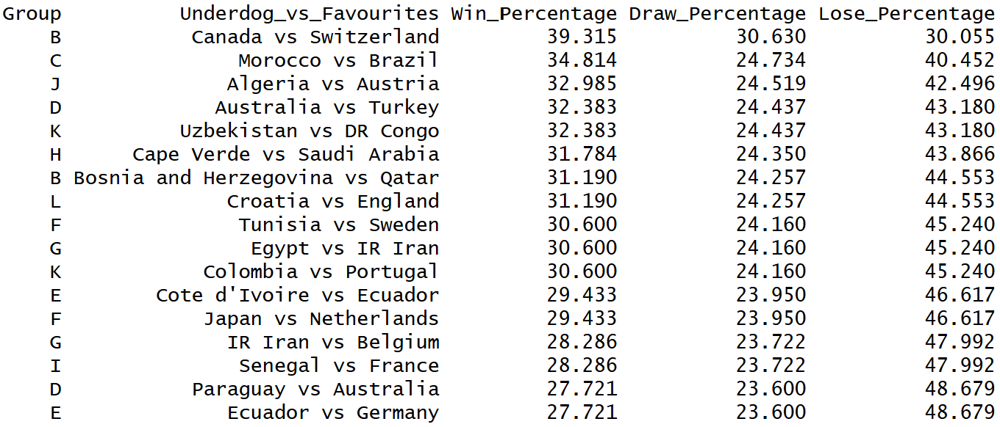 Group Underdog_vs_Favourites Win_Percentage Draw_Percentage Lose_Percentage
B Canada vs Switzerland 39.315 30.630 30.055
C Morocco vs Brazil 34.814 24.734 40.452
J Algeria vs Austria 32.985 24.519 42.496
D Australia vs Turkey 32.383 24.437 43.180
K Uzbekistan vs DR Congo 32.383 24.437 43.180
H Cape Verde vs Saudi Arabia 31.784 24.350 43.866
B Bosnia and Herzegovina vs Qatar 31.190 24.257 44.553
L Croatia vs England 31.190 24.257 44.553
F Tunisia vs Sweden 30.600 24.160 45.240
G Egypt vs IR Iran 30.600 24.160 45.240
K Colombia vs Portugal 30.600 24.160 45.240
E Cote d'Ivoire vs Ecuador 29.433 23.950 46.617
F Japan vs Netherlands 29.433 23.950 46.617
G IR Iran vs Belgium 28.286 23.722 47.992
I Senegal vs France 28.286 23.722 47.992
D Paraguay vs Australia 27.721 23.600 48.679
E Ecuador vs Germany 27.721 23.600 48.679